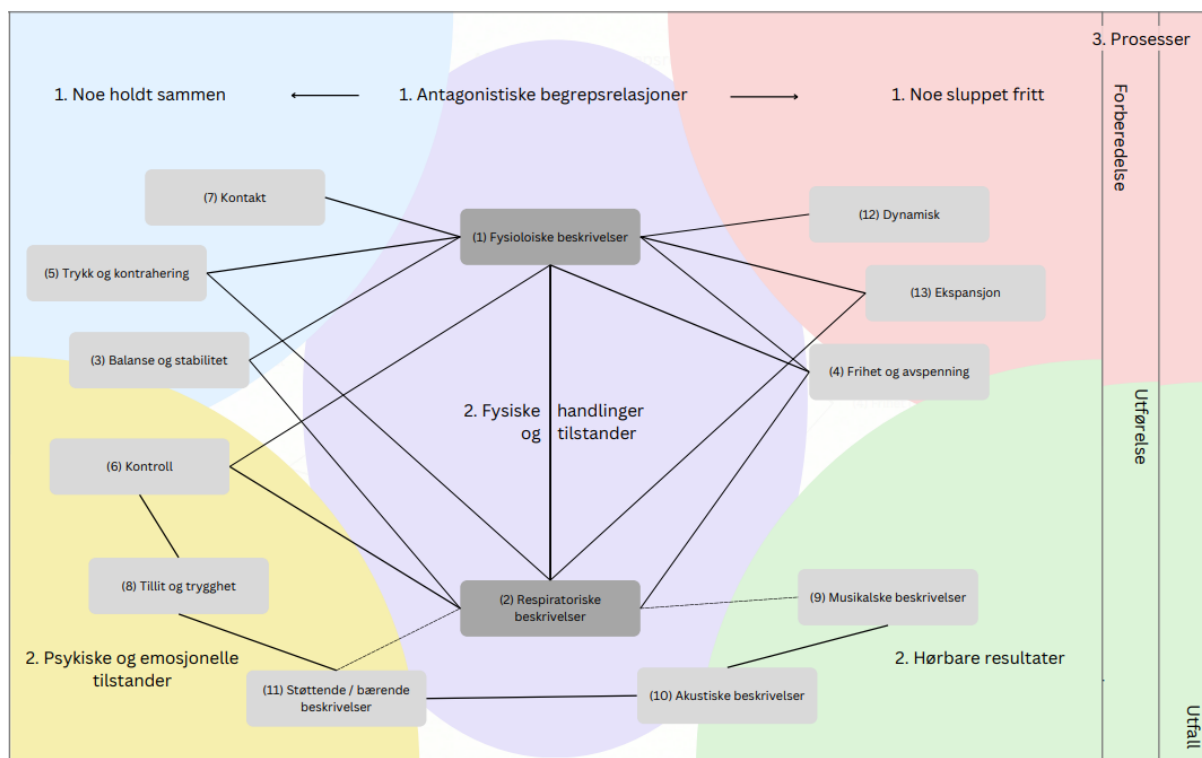 3. Prosesser
1. Noe holdt sammen
1. Antagonistiske begrepsrelasjoner
1. Noe sluppet fritt
Forberedelse
(7) Kontakt
(12) Dynamisk
(1) Fysioloiske beskrivelser
(5) Trykk og kontrahering
(13) Ekspansjon
(3) Balanse og stabilitet
(4) Frihet og avspenning
2. Fysiske handlinger
og tilstander
Utførelse
(6) Kontroll
(8) Tillit og trygghet
(2) Respiratoriske
beskrivelser
(9) Musikalske beskrivelser
2. Psykiske og emosjonelle
tilstander
2. Hørbare resultater
(11) Støttende / bærende
beskrivelser
(10) Akustiske beskrivelser
Utfall